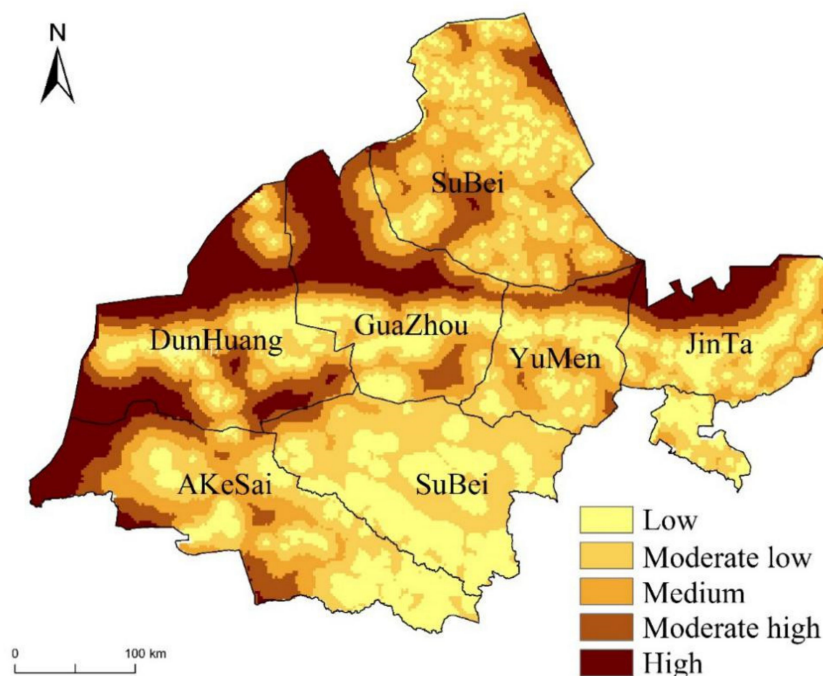 N
SuBei
GuaZhou
DunHuang
YuMen
JinTa
AKeSai
SuBei
Low
Moderate low
Medium
Moderate high
High
0 100 km